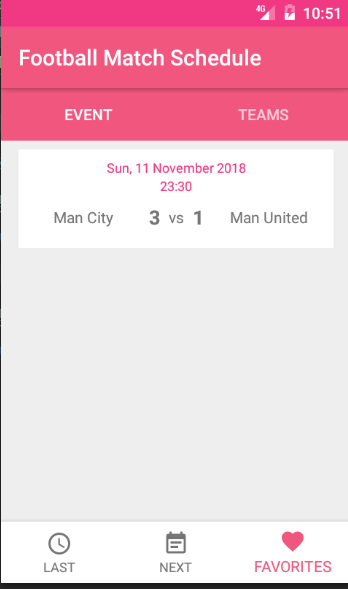 4G 10:51
Football Match Schedule
EVENT TEAMS
Sun, 11 November 2018
23:30
Man City 3 vs 1 Man United
LAST NEXT FAVORITES